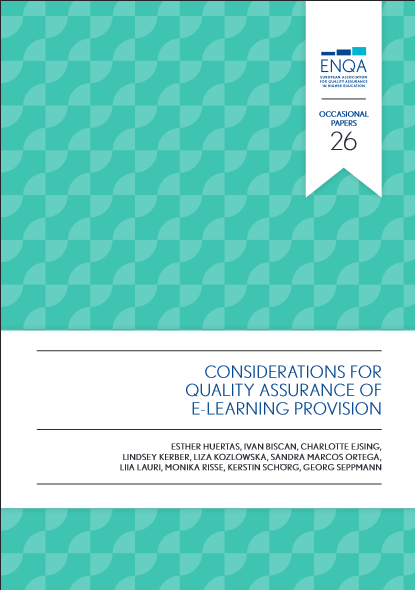 ENQA
EUROPEAN ASSOCIATION
FOR QUALITY ASSURANCE
IN HIGHER EDUCATION
OCCASIONAL
PAPERS
26
CONSIDERATIONS FOR
QUALITY ASSURANCE OF
E-LEARNING PROVISION
ESTHER HUERTAS, IVAN BISCAN, CHARLOTTE EJSING,
LINDSEY KERBER, LIZA KOZLOWSKA, SANDRA MARCOS ORTEGA,
LIIA LAURI, MONIKA RISSE, KERSTIN SCHÖRG, GEORG SEPPMANN